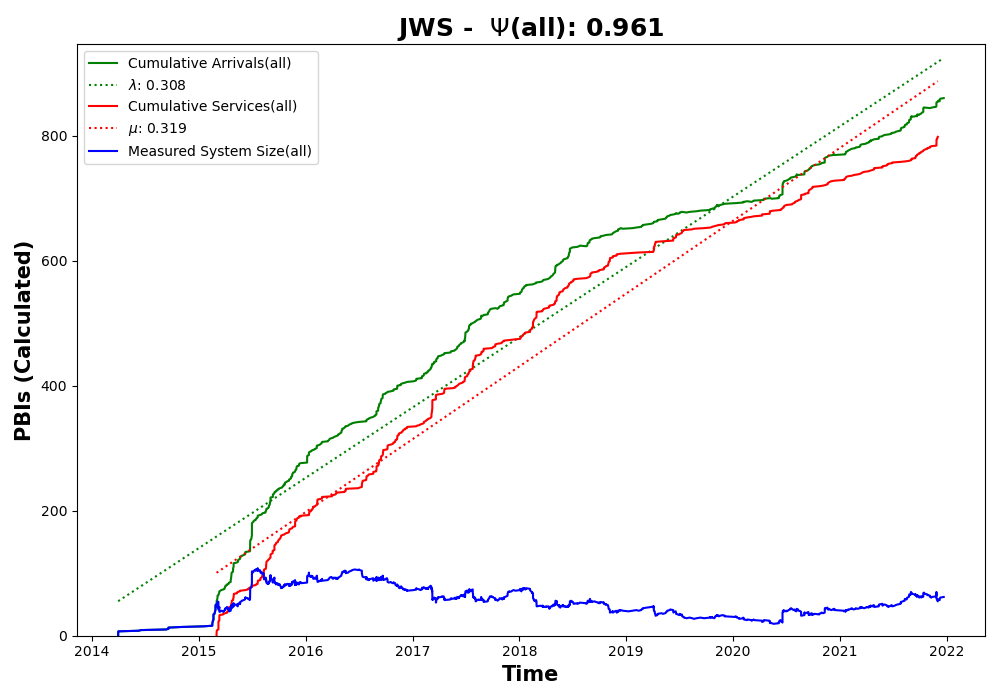 JWS -  Ψ(all): 0.961
Cumulative Arrivals(all)
λ: 0.308
Cumulative Services(all)
μ: 0.319
Measured System Size(all)
PBIs (Calculated)
800
600
400
200
0
2014 2015 2016 2017 2018 2019 2020 2021 2022
Time